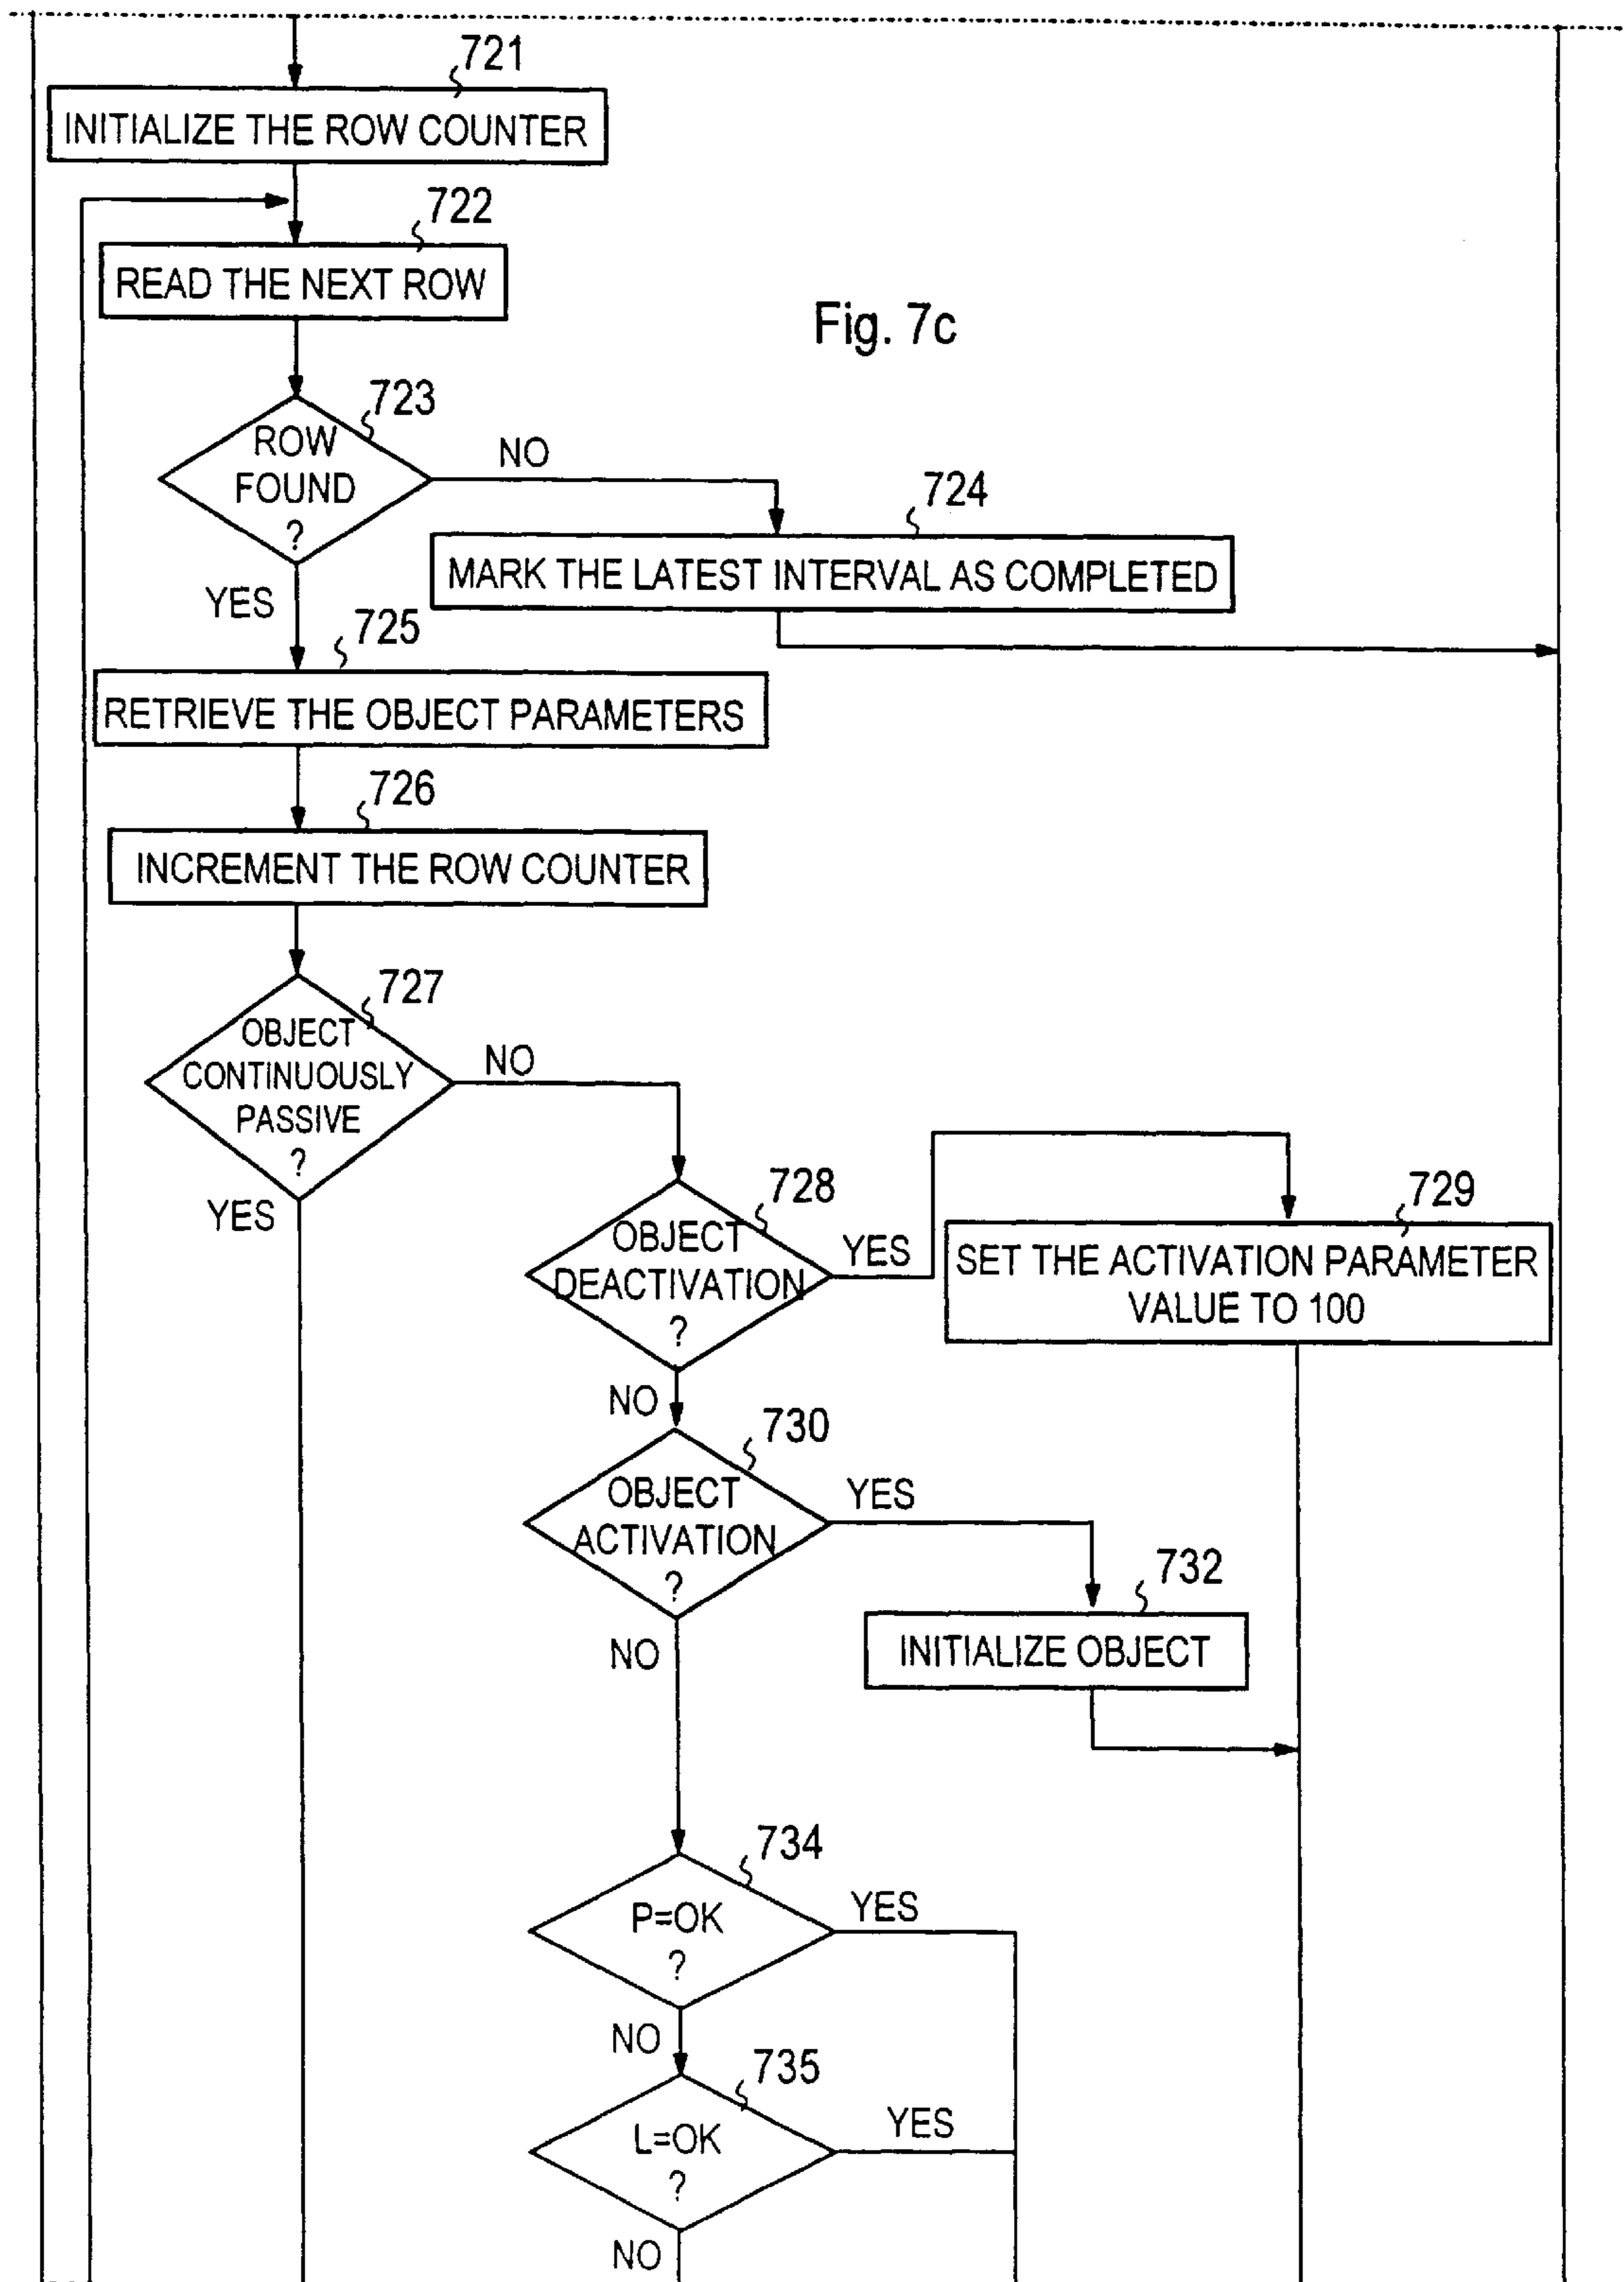 721
INITIALIZE THE ROW COUNTER
722
READ THE NEXT ROW
Fig. 7c
723
ROW
FOUND
?
NO
724
MARK THE LATEST INTERVAL AS COMPLETED
YES
725
RETRIEVE THE OBJECT PARAMETERS
726
INCREMENT THE ROW COUNTER
727
OBJECT
CONTINUOUSLY
PASSIVE
?
NO
YES
728
OBJECT
DEACTIVATION
?
YES
729
SET THE ACTIVATION PARAMETER
VALUE TO 100
NO
730
OBJECT
ACTIVATION
?
YES
732
INITIALIZE OBJECT
NO
734
P=OK
?
YES
NO
735
L=OK
?
YES
NO